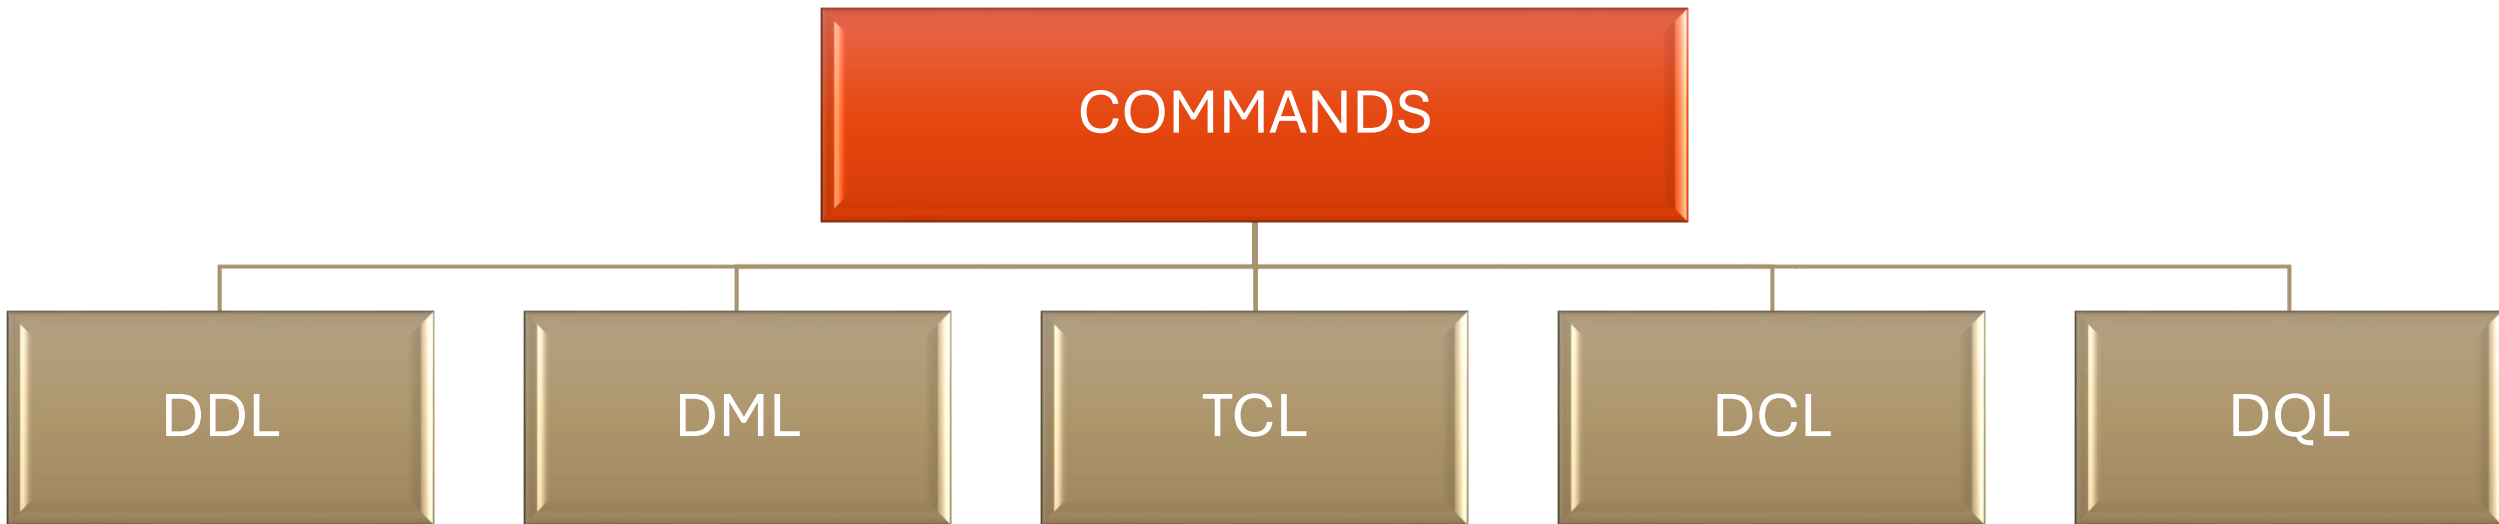 COMMANDS
DDL
DML
TCL
DCL
DQL